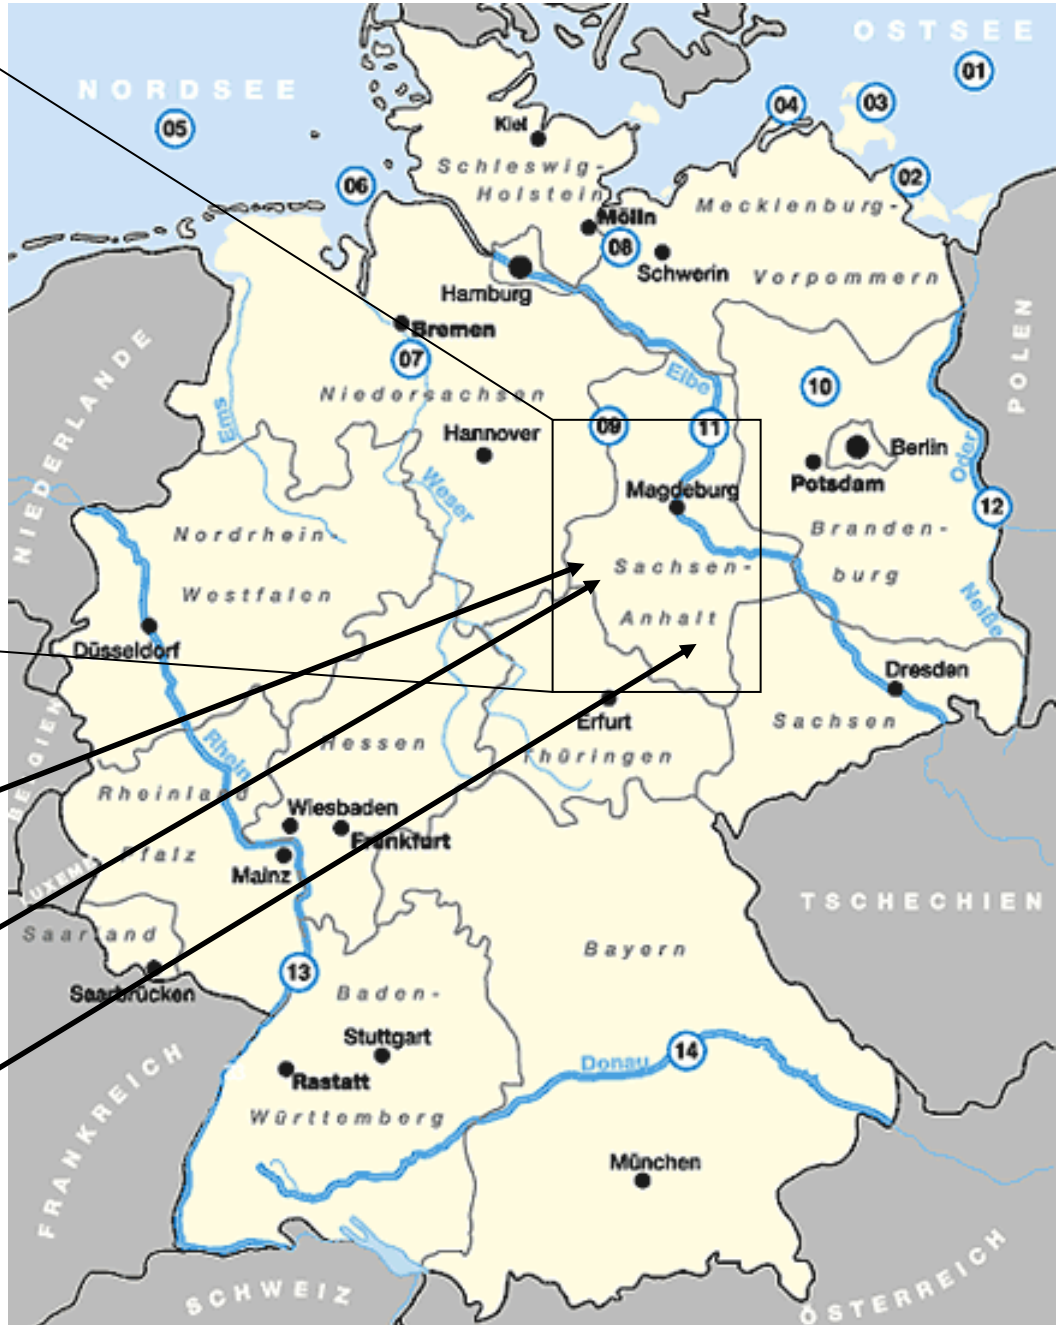 OSTSEE
NORDSEE
01
03
04
05
Kiel
Schleswig-
Holstein
02
06
Mecklenburg-
Mölln
08
Schwerin
Vorpommern
Hamburg
Bremen
07
Niedersachsen
Elbe
10
POLEN
NIEDERLANDE
Ems
09
11
Hannover
Berlin
Oder
Potsdam
Weser
Magdeburg
12
Nordrhein-
Westfalen
Branden-
burg
Sachsen-
Anhalt
Neiße
Düsseldorf
Dresden
Erfurt
Sachsen
Thüringen
Hessen
Rhein
Rheinland
Pfalz
Wiesbaden
Frankfurt
Mainz
TSCHECHIEN
Saarland
Saarbrücken
13
Bayern
Baden-
Stuttgart
Rastatt
Württemberg
Donau
14
München
FRANKREICH
SCHWEIZ
ÖSTERREICH